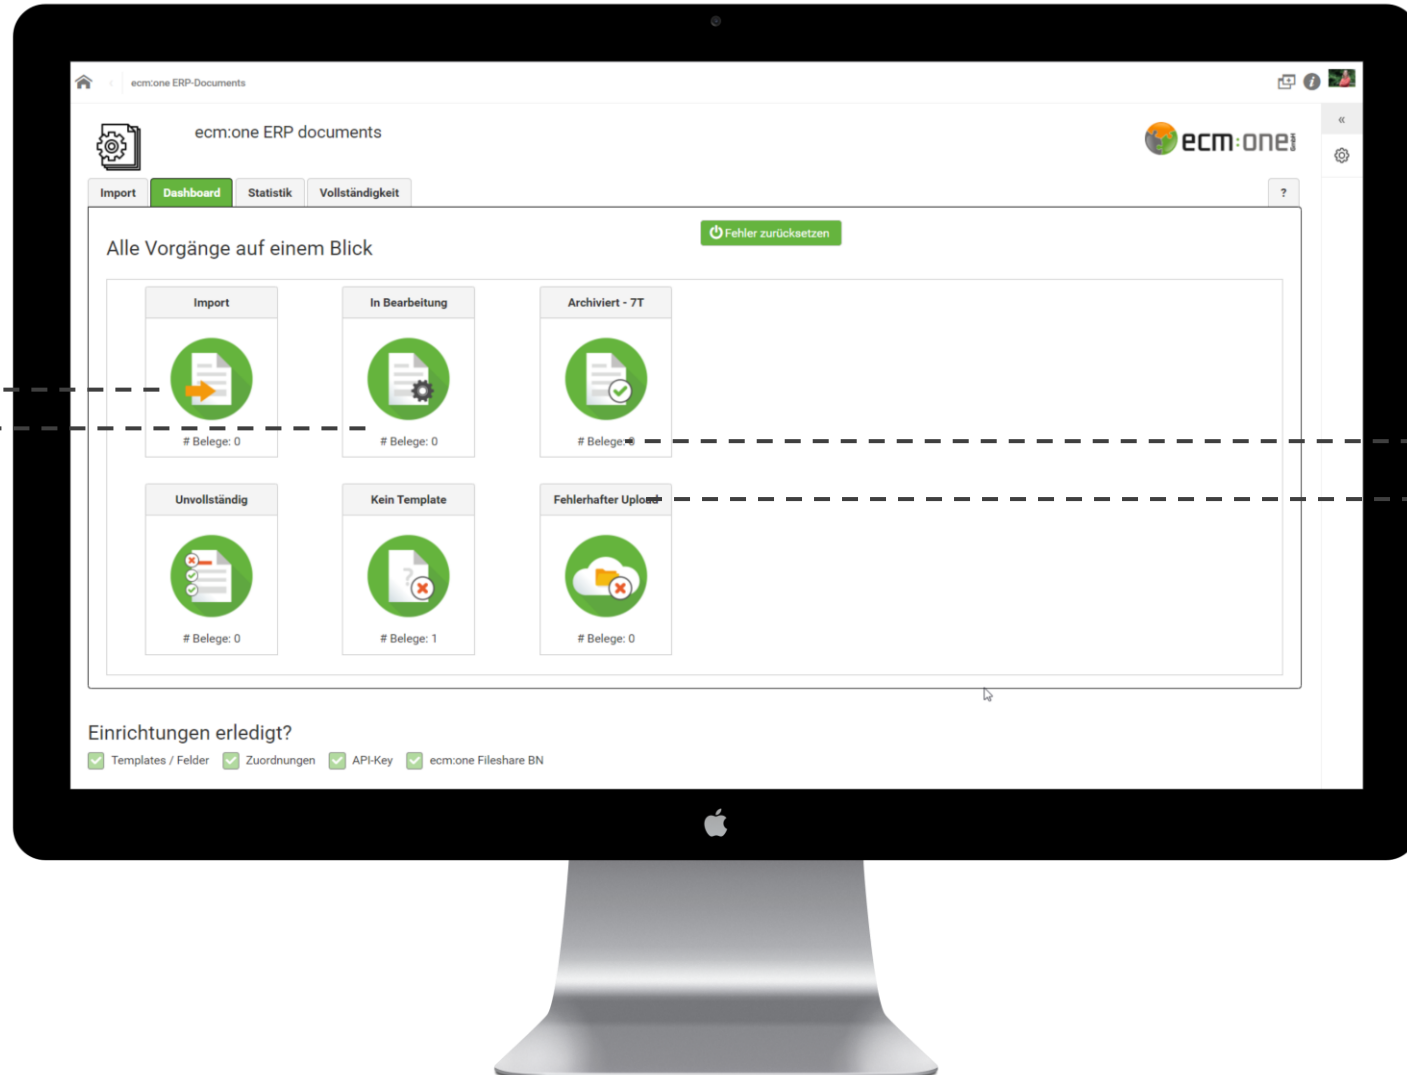 ecm:one ERP-Documents
ecm:one ERP documents
ecm:one GmbH
Import
Dashboard
Statistik
Vollständigkeit
?
Alle Vorgänge auf einem Blick
Fehler zurücksetzen
Import
In Bearbeitung
Archiviert - 7T
# Belege: 0
# Belege: 0
# Belege:
Unvollständig
Kein Template
Fehlerhafter Upload
# Belege: 0
# Belege: 1
# Belege: 0
Einrichtungen erledigt?
Templates / Felder
Zuordnungen
API-Key
ecm:one Fileshare BN